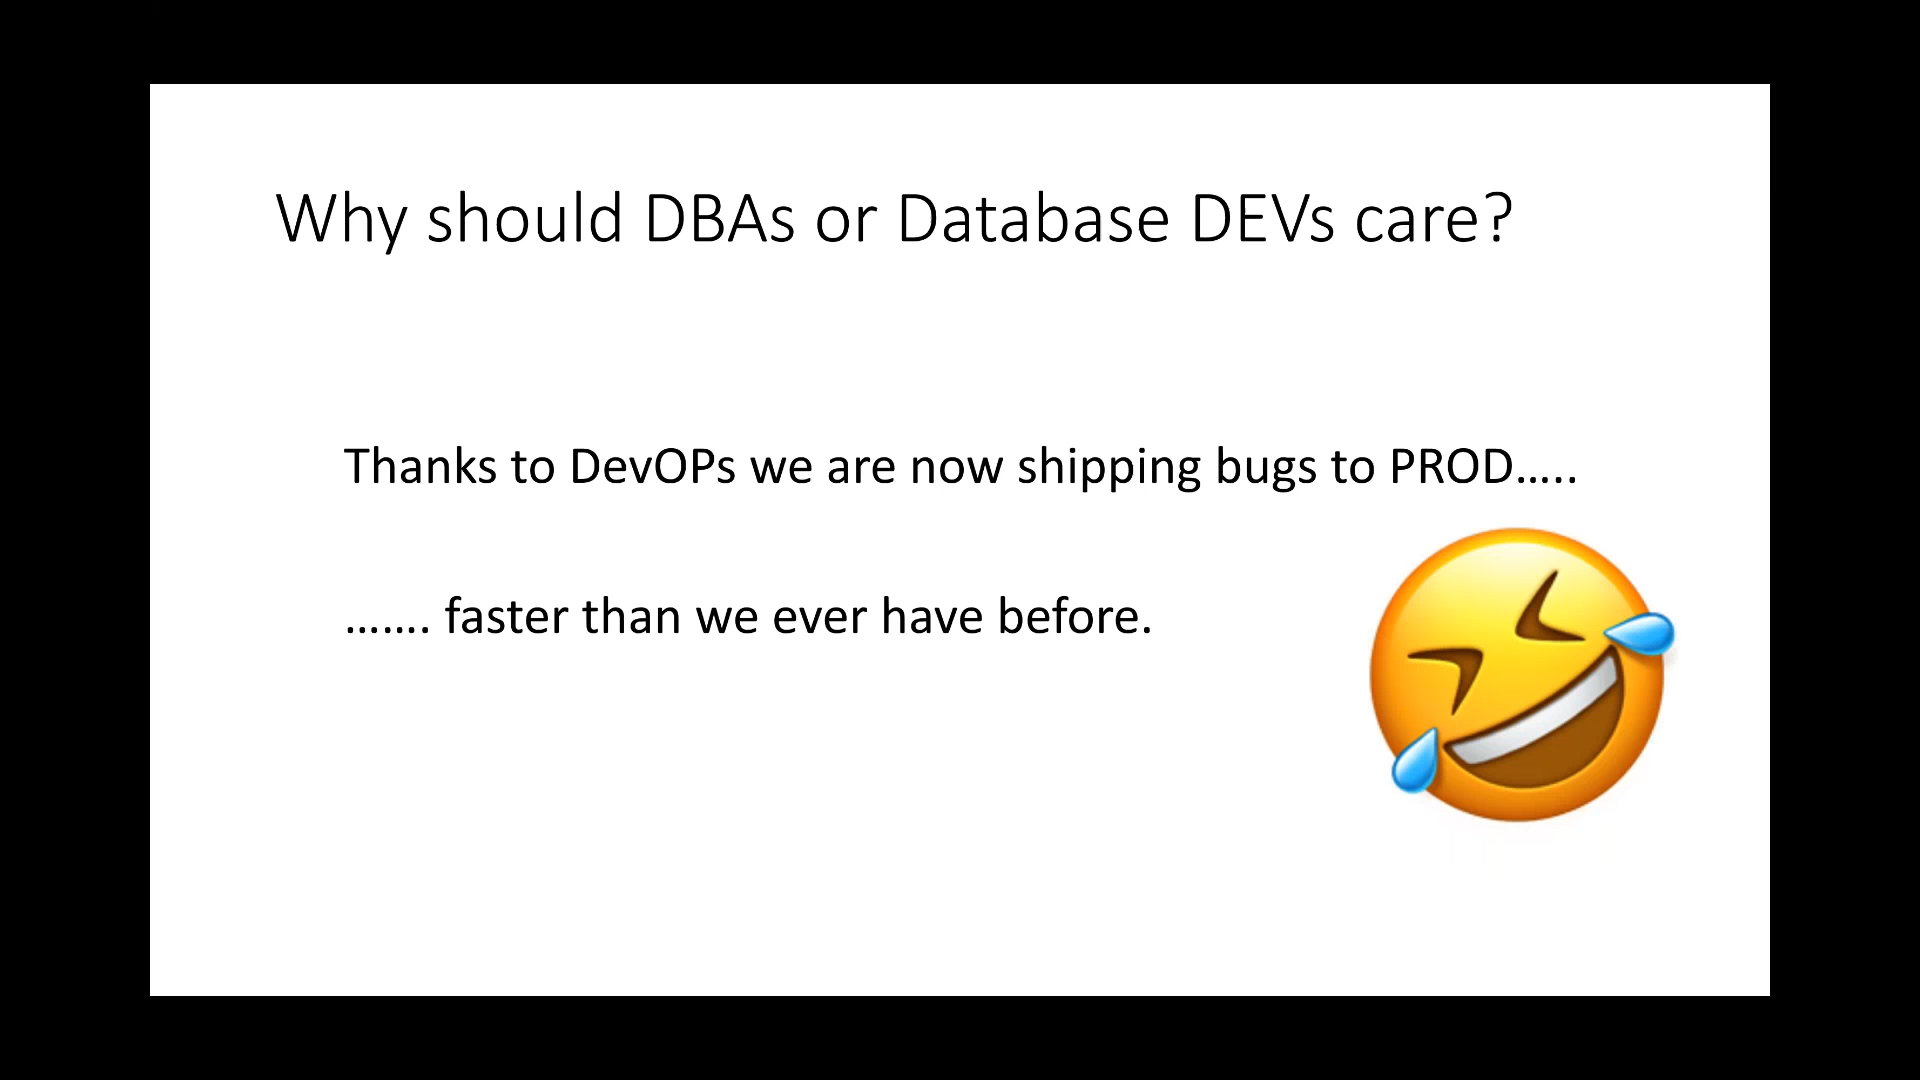 Why should DBAs or Database DEVs care?
Thanks to DevOPs we are now shipping bugs to PROD.....
....... faster than we ever have before.